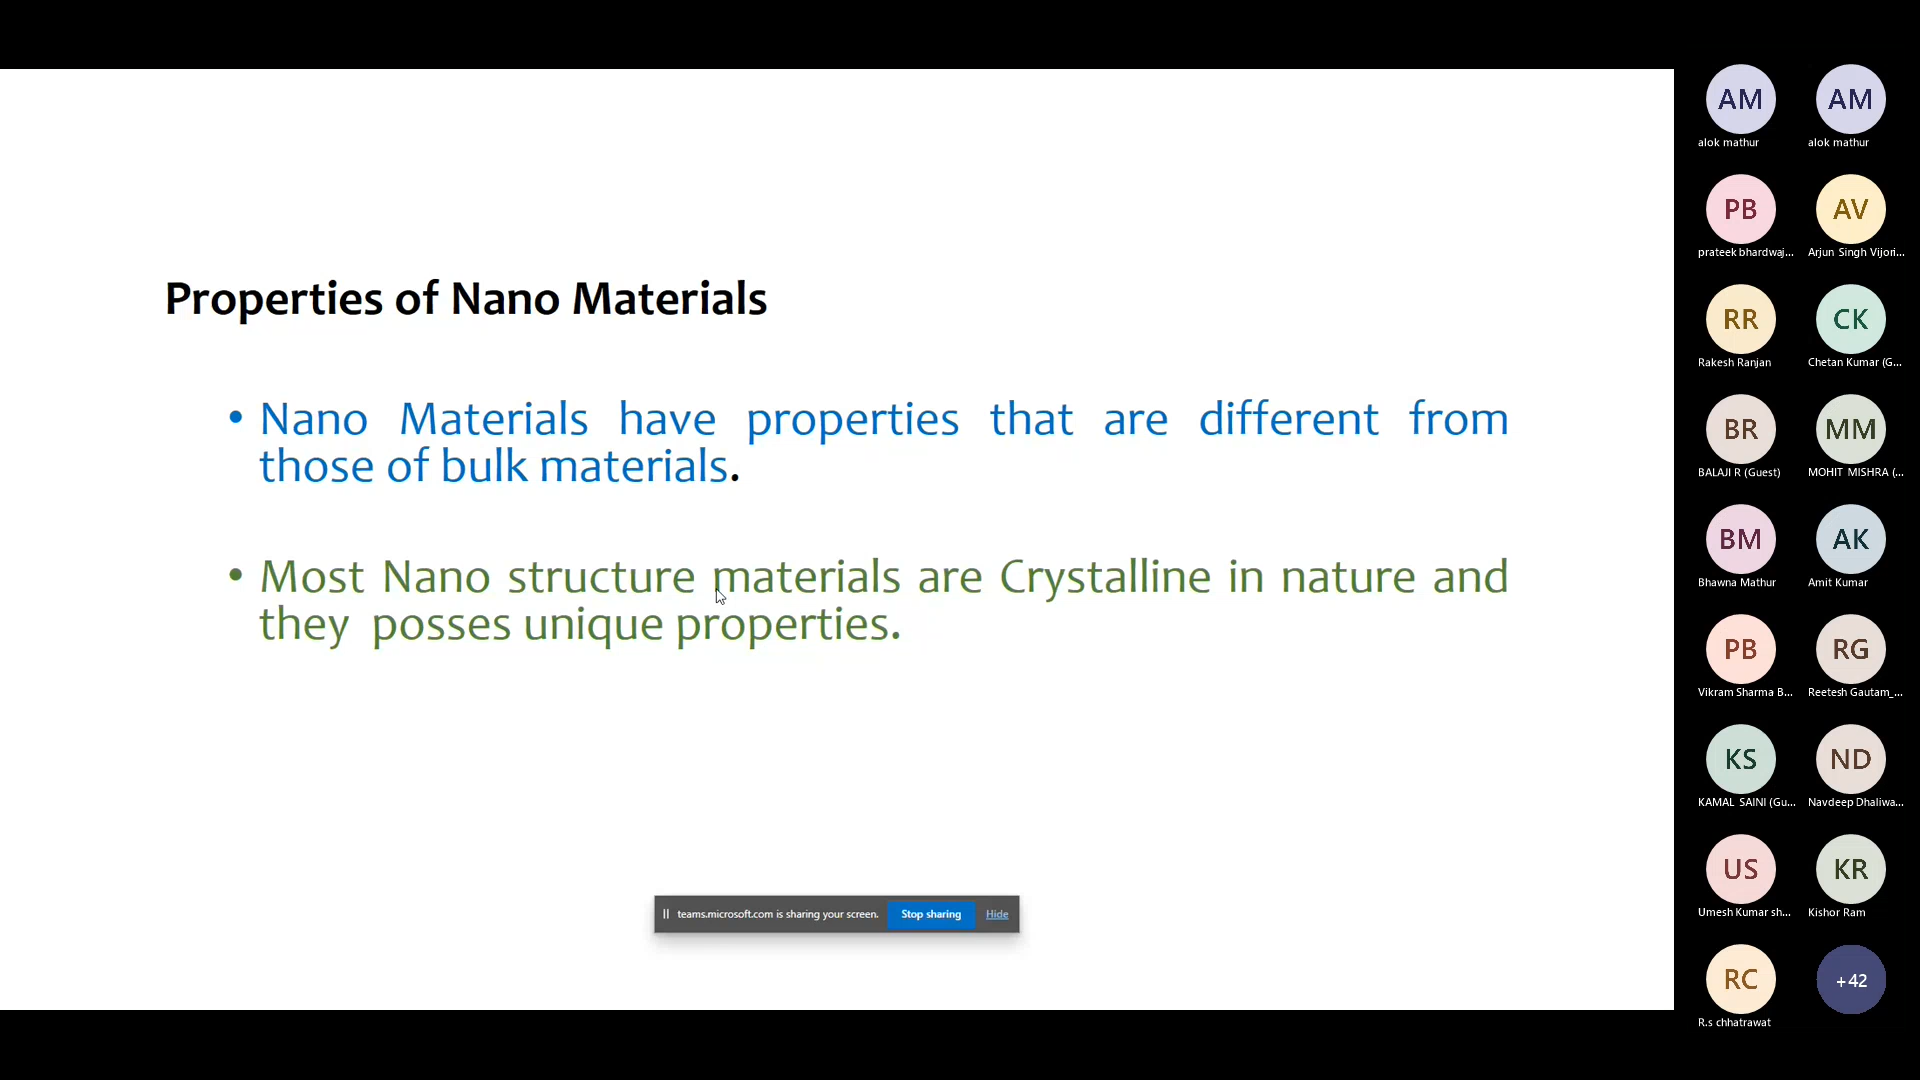 Properties of Nano Materials
• Nano Materials have properties that are different from
those of bulk materials.
• Most Nano structure materials are Crystalline in nature and
they posses unique properties.
teams.microsoft.com is sharing your screen. Stop sharing Hide
AM AM
alok mathur alok mathur
PB AV
prateek bhardwaj... Arjun Singh Vijori...
RR CK
Rakesh Ranjan Chetan Kumar (G...
BR MM
BALAJI R (Guest) MOHIT MISHRA (...
BM AK
Bhawna Mathur Amit Kumar
PB RG
Vikram Sharma B... Reetesh Gautam_...
KS ND
KAMAL SAINI (Gu... Navdeep Dhaliwa...
US KR
Umesh Kumar sh... Kishor Ram
RC +42
R.s chhatrawat